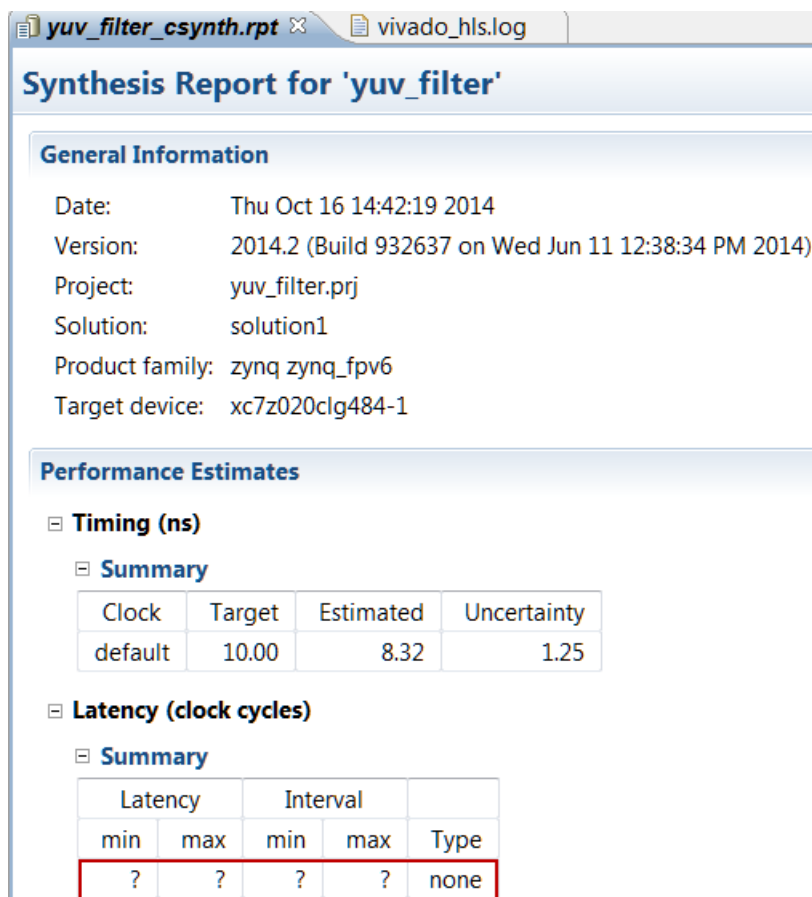 yuv_filter_csynth.rpt vivado_hls.log
Synthesis Report for 'yuv_filter'
General Information
Date: Thu Oct 16 14:42:19 2014
Version: 2014.2 (Build 932637 on Wed Jun 11 12:38:34 PM 2014)
Project: yuv_filter.prj
Solution: solution1
Product family: zynq zynq_fpv6
Target device: xc7z020clg484-1
Performance Estimates
Timing (ns)
Summary
Clock Target Estimated Uncertainty
default 10.00 8.32 1.25
Latency (clock cycles)
Summary
Latency Interval
min max min max Type
? ? ? ? none